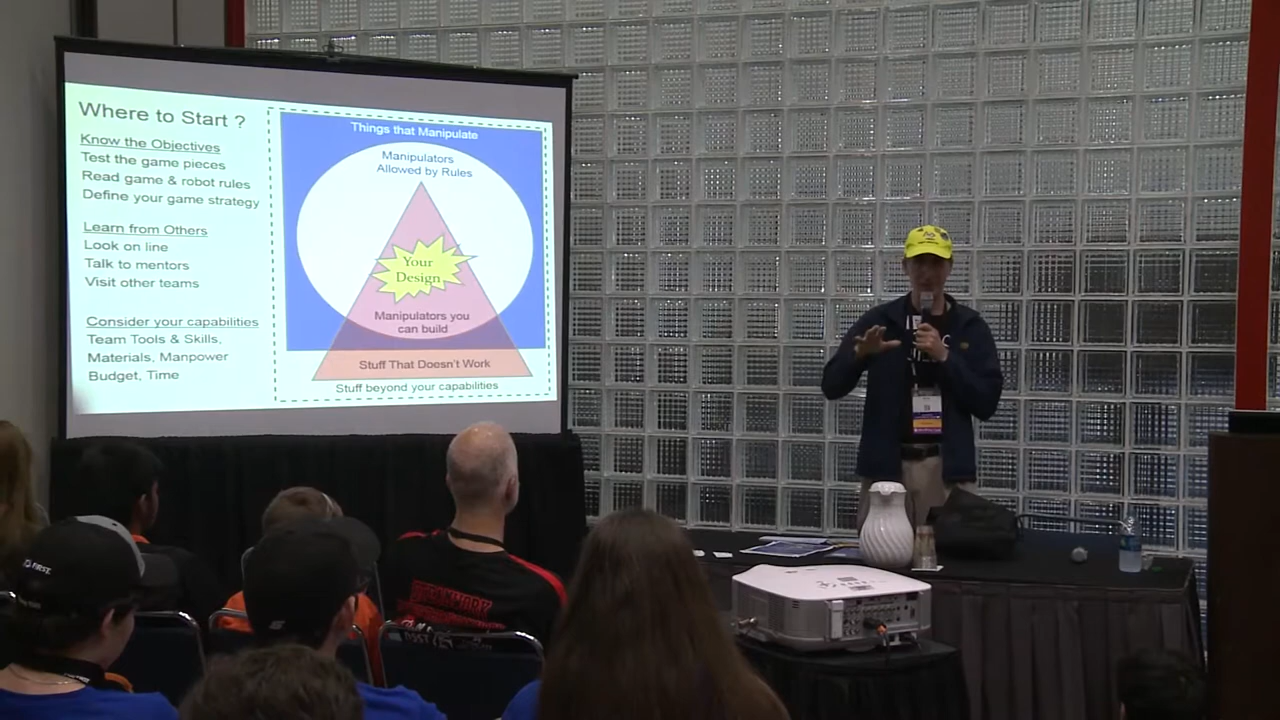 Where to Start ?
Know the Objectives
Test the game pieces
Read game & robot rules
Define your game strategy
Learn from Others
Look on line
Talk to mentors
Visit other teams
Consider your capabilities
Team Tools & Skills,
Materials, Manpower
Budget, Time
Things that Manipulate
Manipulators
Allowed by Rules
Your
Design
Manipulators you
can build
Stuff That Doesn't Work
Stuff beyond your capabilities
FIRST